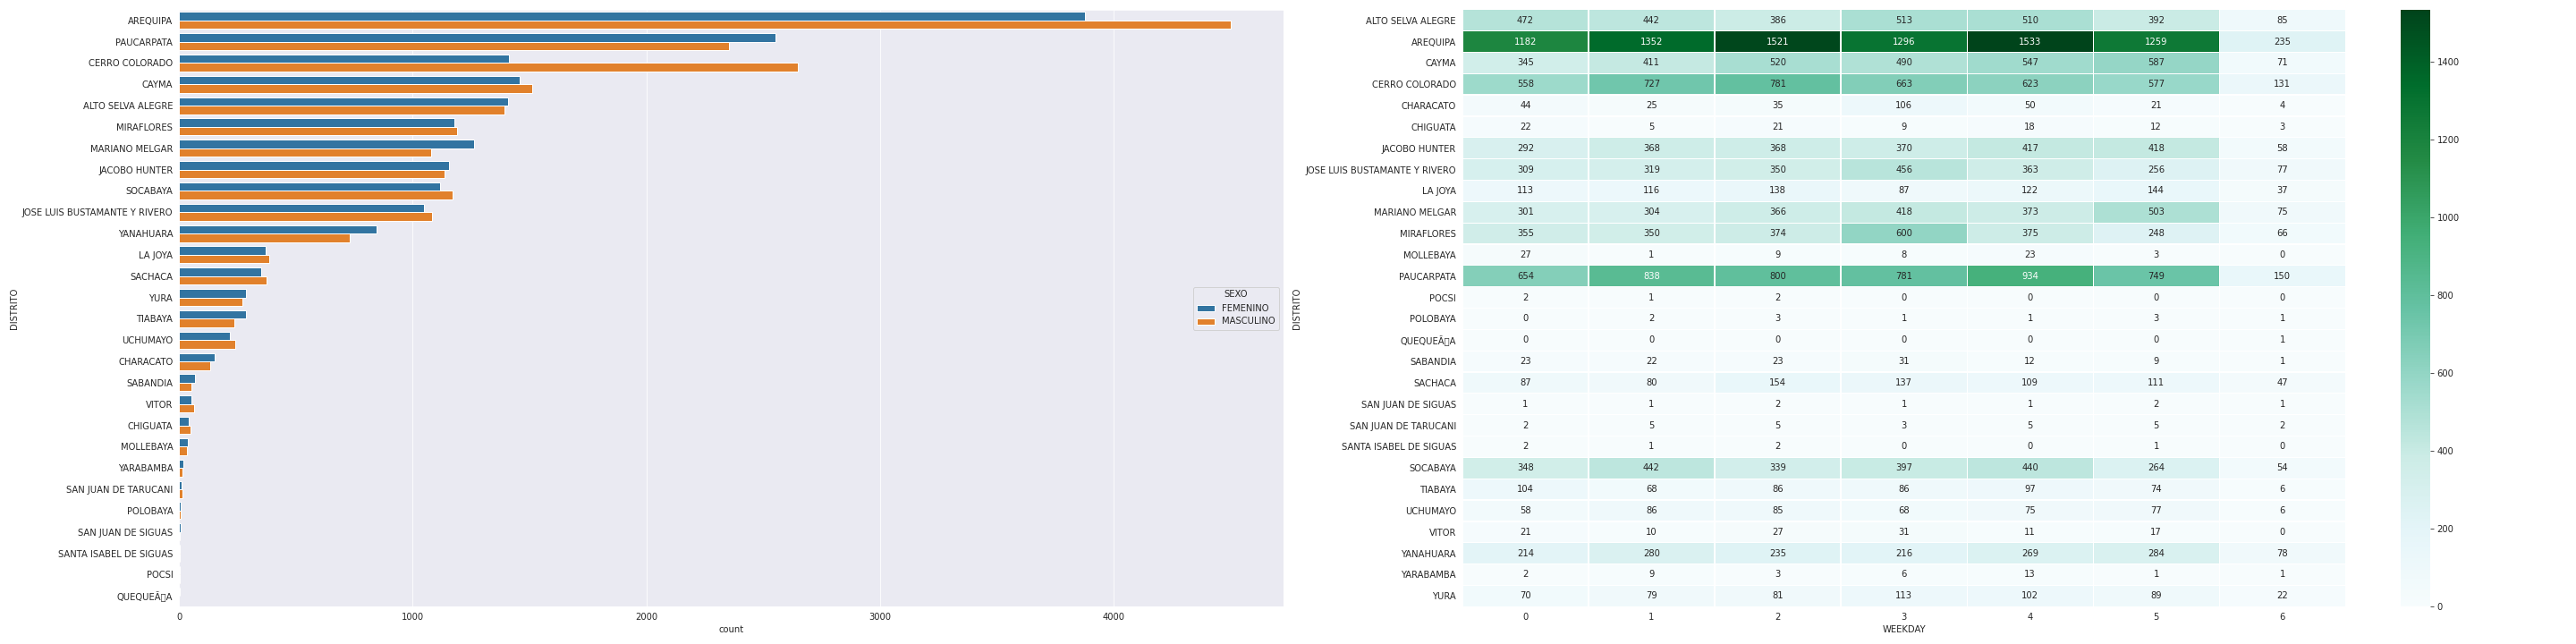 AREQUIPA
PAUCARPATA
CERRO COLORADO
CAYMA
ALTO SELVA ALEGRE
MIRAFLORES
MARIANO MELGAR
JACOBO HUNTER
SOCABAYA
JOSE LUIS BUSTAMANTE Y RIVERO
YANAHUARA
LA JOYA
SACHACA
YURA
TIABAYA
UCHUMAYO
CHARACATO
SABANDIA
VITOR
CHIGUATA
MOLLEBAYA
YARABAMBA
SAN JUAN DE TARUCANI
POLOBAYA
SAN JUAN DE SIGUAS
SANTA ISABEL DE SIGUAS
POCSI
QUEQUEÃ▯A
DISTRITO
0 1000 2000 3000 4000
count
SEXO
FEMENINO
MASCULINO
DISTRITO
ALTO SELVA ALEGRE 472 442 386 513 510 392 85
AREQUIPA 1182 1352 1521 1296 1533 1259 235
CAYMA 345 411 520 490 547 587 71
CERRO COLORADO 558 727 781 663 623 577 131
CHARACATO 44 25 35 106 50 21 4
CHIGUATA 22 5 21 9 18 12 3
JACOBO HUNTER 292 368 368 370 417 418 58
JOSE LUIS BUSTAMANTE Y RIVERO 309 319 350 456 363 256 77
LA JOYA 113 116 138 87 122 144 37
MARIANO MELGAR 301 304 366 418 373 503 75
MIRAFLORES 355 350 374 600 375 248 66
MOLLEBAYA 27 1 9 8 23 3 0
PAUCARPATA 654 838 800 781 934 749 150
POCSI 2 1 2 0 0 0 0
POLOBAYA 0 2 3 1 1 3 1
QUEQUEÃ▯A 0 0 0 0 0 0 1
SABANDIA 23 22 23 31 12 9 1
SACHACA 87 80 154 137 109 111 47
SAN JUAN DE SIGUAS 1 1 2 1 1 2 1
SAN JUAN DE TARUCANI 2 5 5 3 5 5 2
SANTA ISABEL DE SIGUAS 2 1 2 0 0 1 0
SOCABAYA 348 442 339 397 440 264 54
TIABAYA 104 68 86 86 97 74 6
UCHUMAYO 58 86 85 68 75 77 6
VITOR 21 10 27 31 11 17 0
YANAHUARA 214 280 235 216 269 284 78
YARABAMBA 2 9 3 6 13 1 1
YURA 70 79 81 113 102 89 22
0 1 2 3 4 5 6
WEEKDAY
1400
1200
1000
800
600
400
200
0